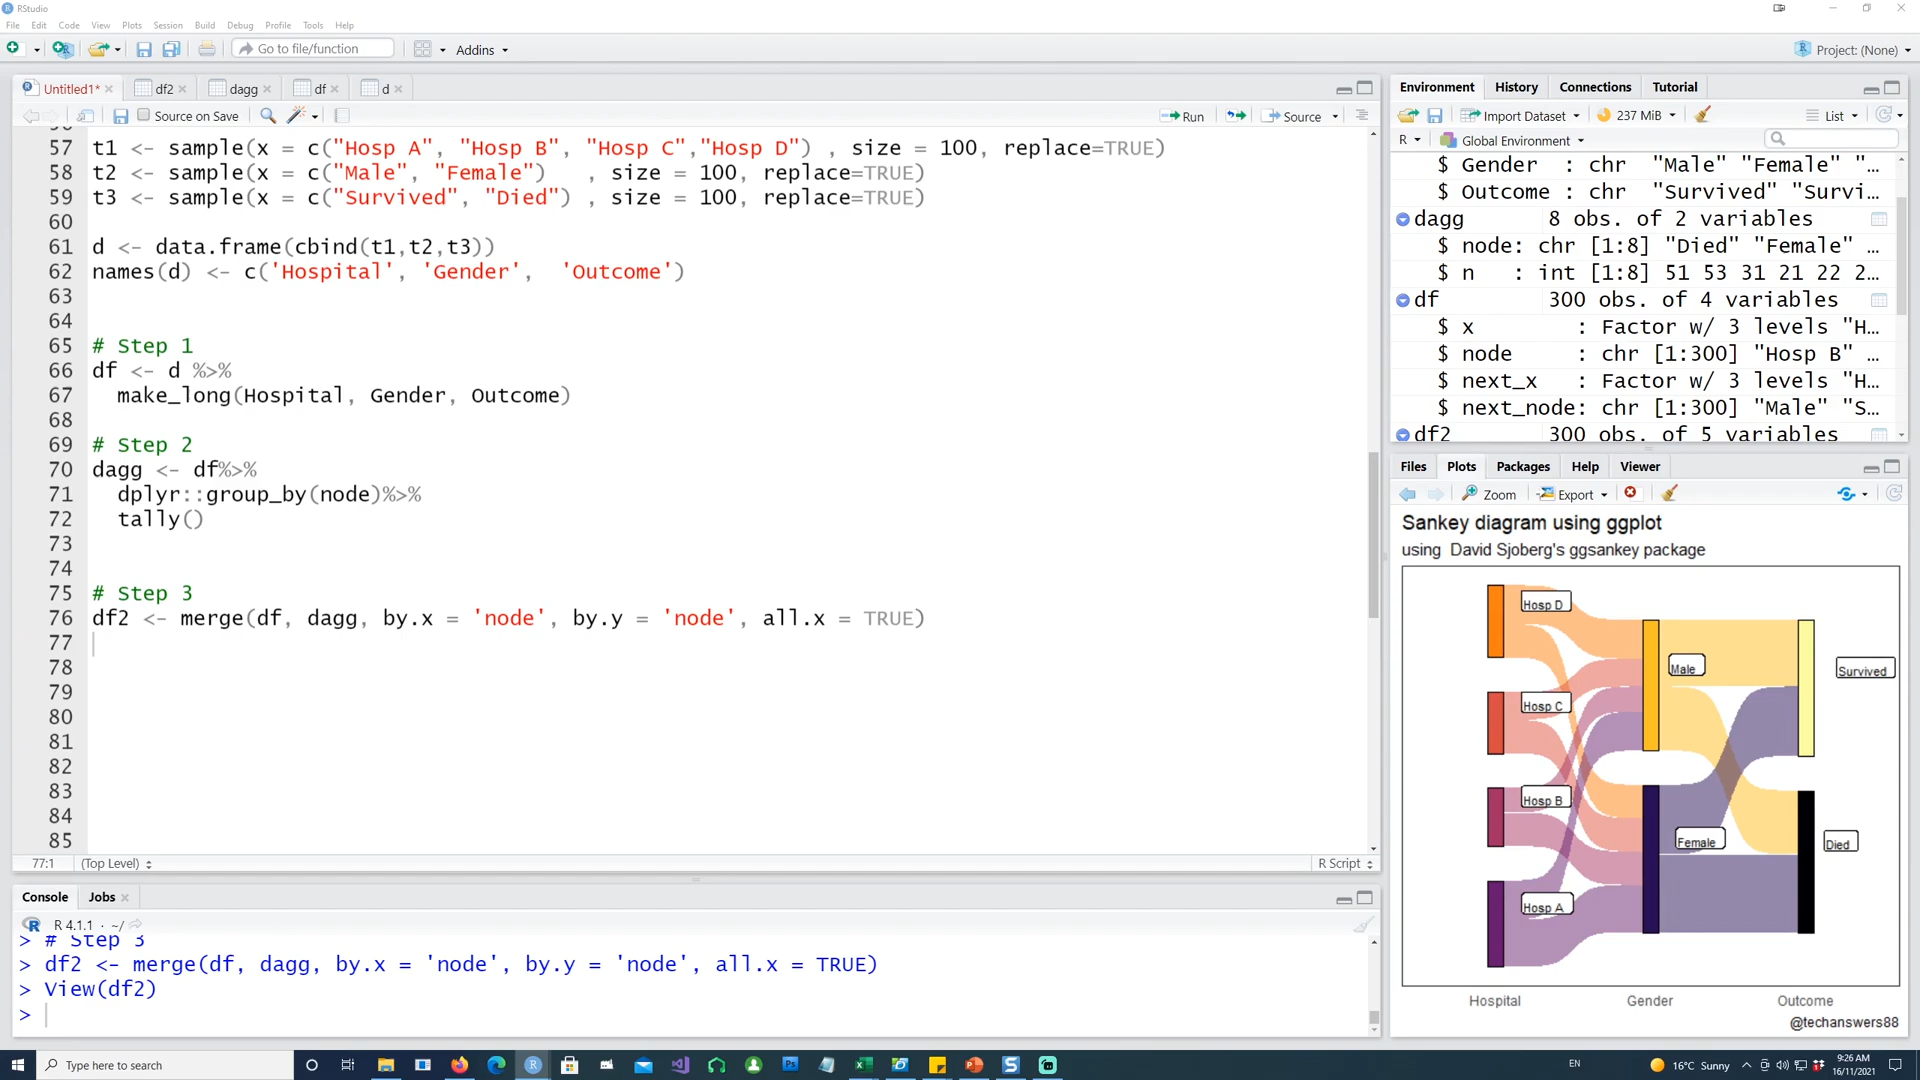 RStudio
File Edit Code View Plots Session Build Debug Profile Tools Help
Go to file/function Addins Project: (None)
Untitled1* df2 dagg df d
Source on Save Run Source
57 t1 <- sample(x = c("Hosp A", "Hosp B", "Hosp C","Hosp D") , size = 100, replace=TRUE)
58 t2 <- sample(x = c("Male", "Female") , size = 100, replace=TRUE)
59 t3 <- sample(x = c("Survived", "Died") , size = 100, replace=TRUE)
60
61 d <- data.frame(cbind(t1,t2,t3))
62 names(d) <- c('Hospital', 'Gender', 'Outcome')
63
64
65 # Step 1
66 df <- d %>%
67 make_long(Hospital, Gender, Outcome)
68
69 # Step 2
70 dagg <- df%>%
71 dplyr::group_by(node)%>%
72 tally()
73
74
75 # Step 3
76 df2 <- merge(df, dagg, by.x = 'node', by.y = 'node', all.x = TRUE)
77
78
79
80
81
82
83
84
85
77:1 (Top Level) R Script
Console Jobs
R 4.1.1 · ~/
> # Step 3
> df2 <- merge(df, dagg, by.x = 'node', by.y = 'node', all.x = TRUE)
> View(df2)
>
Environment History Connections Tutorial
Import Dataset 237 MiB List
R Global Environment
$ Gender : chr "Male" "Female" "…
$ Outcome : chr "Survived" "Survi…
dagg 8 obs. of 2 variables
$ node: chr [1:8] "Died" "Female" …
$ n : int [1:8] 51 53 31 21 22 2…
df 300 obs. of 4 variables
$ x : Factor w/ 3 levels "H…
$ node : chr [1:300] "Hosp B" …
$ next_x : Factor w/ 3 levels "H…
$ next_node: chr [1:300] "Male" "S…
df2 300 obs. of 5 variables
Files Plots Packages Help Viewer
Zoom Export
Sankey diagram using ggplot
using David Sjoberg's ggsankey package
Hosp D
Male
Survived
Hosp C
Hosp B
Female
Died
Hosp A
Hospital Gender Outcome
@techanswers88
Type here to search
EN
16°C Sunny
9:26 AM
16/11/2021